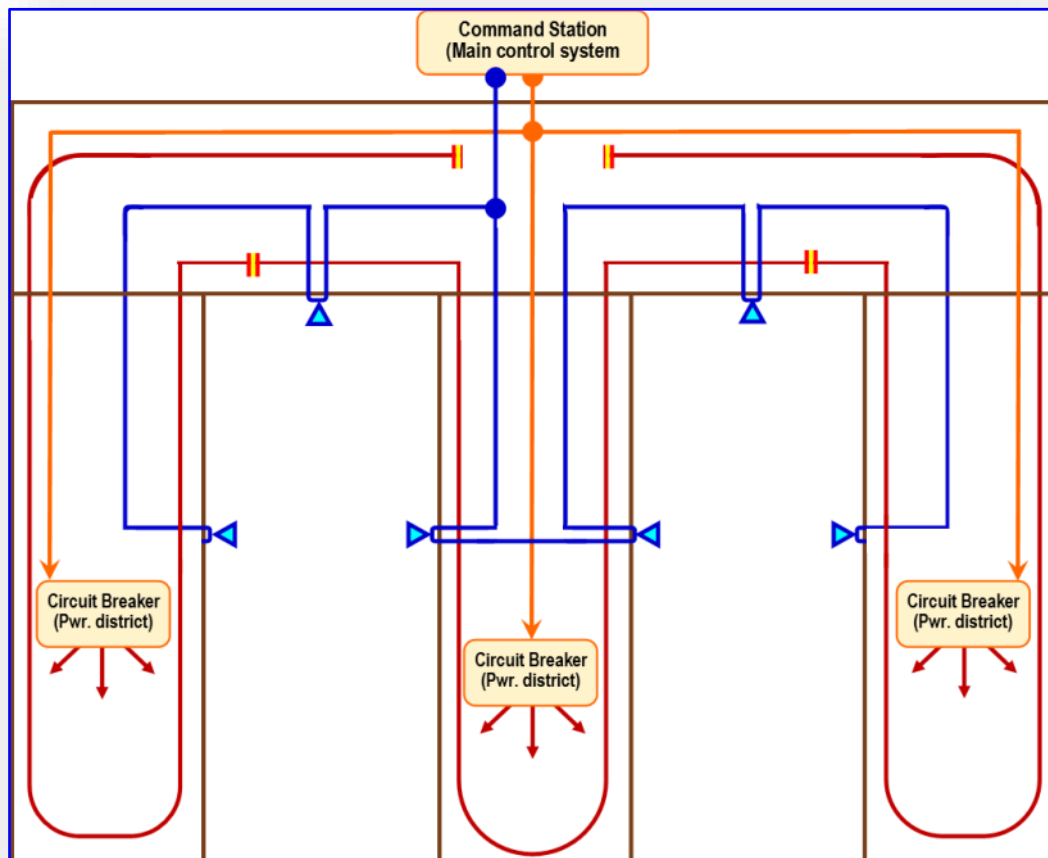 Command Station
(Main control system
Circuit Breaker
(Pwr. district)
Circuit Breaker
(Pwr. district)
Circuit Breaker
(Pwr. district)